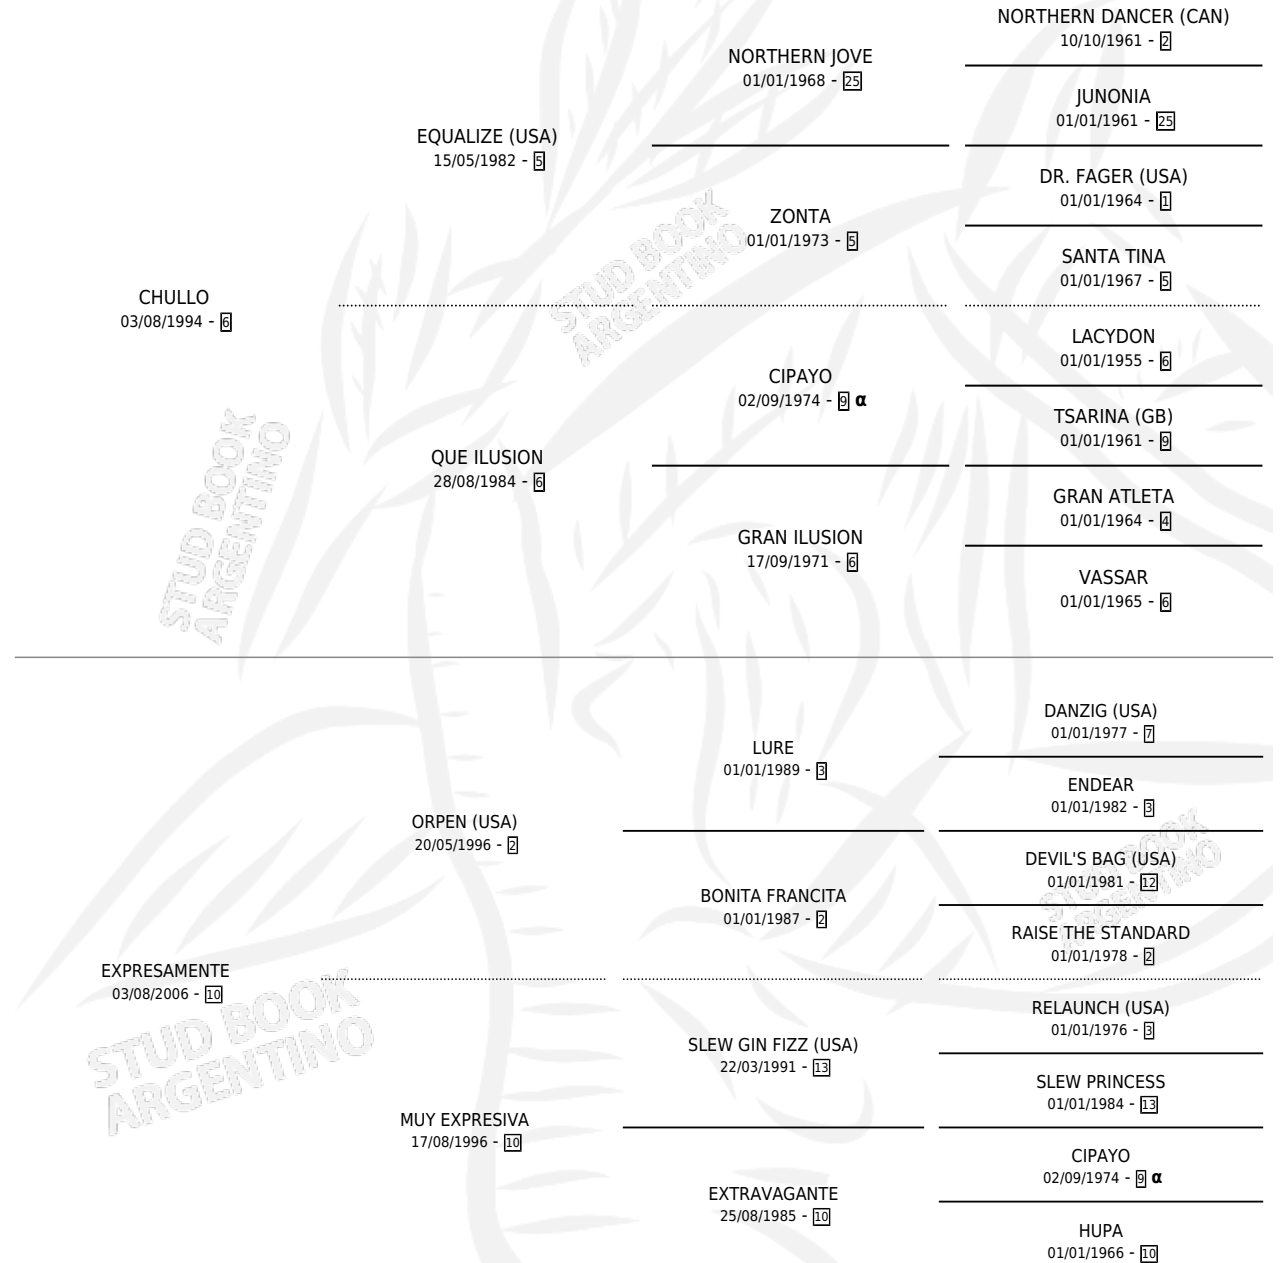 NORTHERN DANCER (CAN)
10/10/1961 - 2
NORTHERN JOVE
01/01/1968 - 25
JUNONIA
01/01/1961 - 25
EQUALIZE (USA)
15/05/1982 - 5
DR. FAGER (USA)
01/01/1964 - 1
ZONTA
01/01/1973 - 5
SANTA TINA
01/01/1967 - 5
STUD BOOK
ARGENTINO
CHULLO
03/08/1994 - 6
LACYDON
01/01/1955 - 6
CIPAYO
02/09/1974 - 9 α
TSARINA (GB)
01/01/1961 - 9
QUE ILUSION
28/08/1984 - 6
GRAN ATLETA
01/01/1964 - 4
GRAN ILUSION
17/09/1971 - 6
VASSAR
01/01/1965 - 6
STUD BOOK
ARGENTINO
DANZIG (USA)
01/01/1977 - 7
LURE
01/01/1989 - 3
ENDEAR
01/01/1982 - 3
ORPEN (USA)
20/05/1996 - 2
DEVIL'S BAG (USA)
01/01/1981 - 12
BONITA FRANCITA
01/01/1987 - 2
RAISE THE STANDARD
01/01/1978 - 2
STUD BOOK
ARGENTINO
EXPRESAMENTE
03/08/2006 - 10
RELAUNCH (USA)
01/01/1976 - 3
SLEW GIN FIZZ (USA)
22/03/1991 - 13
SLEW PRINCESS
01/01/1984 - 13
STUD BOOK
ARGENTINO
MUY EXPRESIVA
17/08/1996 - 10
CIPAYO
02/09/1974 - 9 α
EXTRAVAGANTE
25/08/1985 - 10
HUPA
01/01/1966 - 10